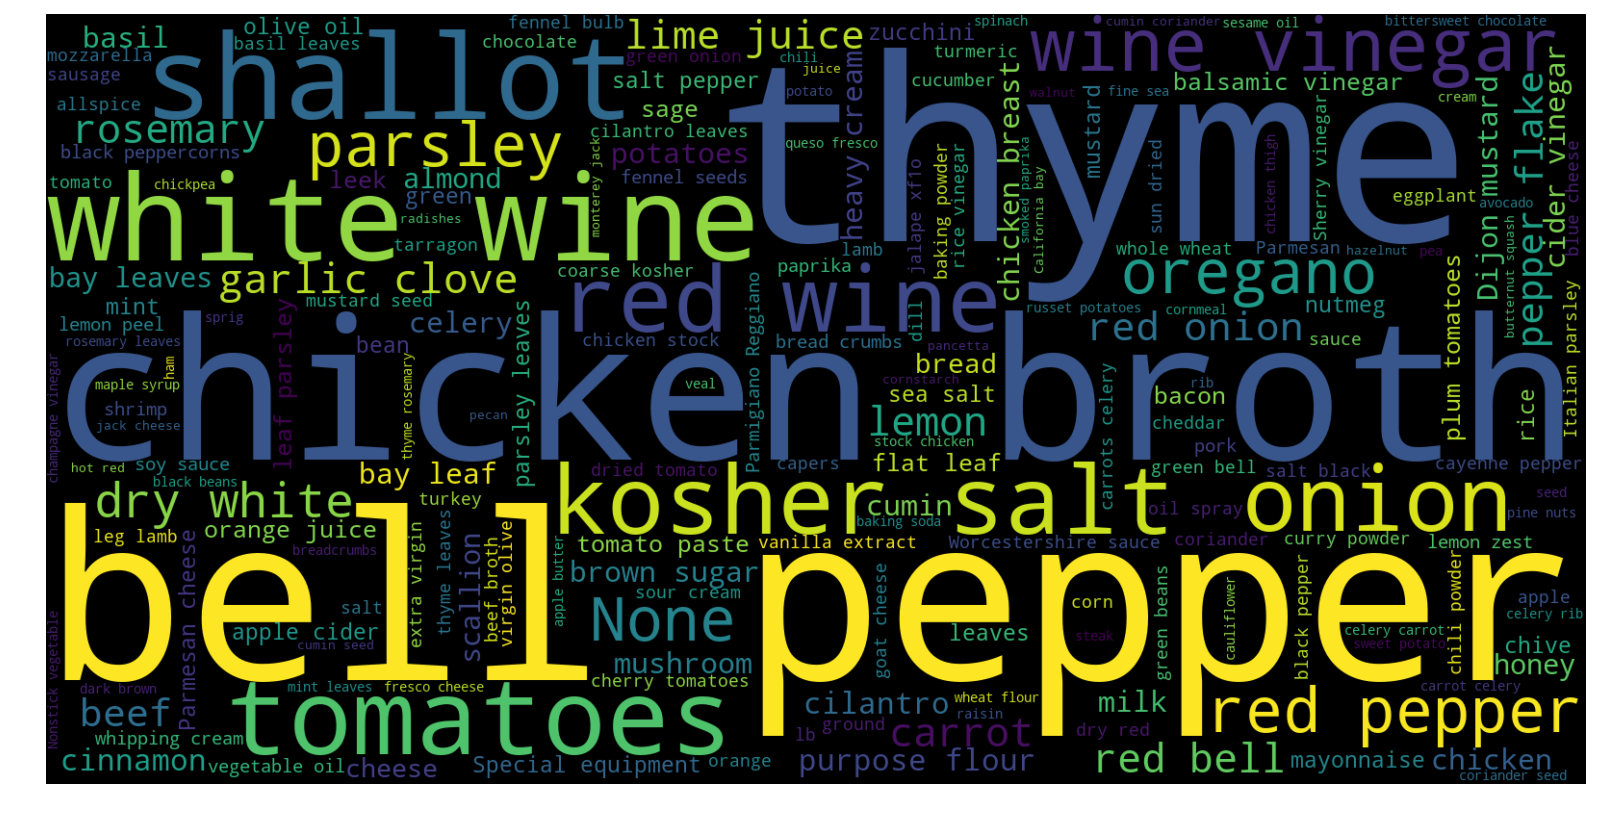 basil
olive oil
fennel bulb
lime juice
zucchini
spinach
cumin coriander
sesame oil
bittersweet chocolate
mozzarella
basil leaves
chocolate
shallot
green onion
chili
turmeric
wine vinegar
sausage
salt pepper
juice
cucumber
mustard
fine sea
balsamic vinegar
allspice
sage
potato
thyme
walnut
cream
rosemary
parsley
cilantro leaves
queso fresco
heavy cream
chicken breast
Dijon mustard
pepper flake
cider vinegar
blue cheese
black peppercorns
potatoes
monterey jack
jalape xf1o
baking powder
rice vinegar
smoked paprika
California bay
sun dried
chicken thigh
Sherry vinegar
tomato
chickpea
leek
almond
fennel seeds
eggplant
avocado
white wine
green
radishes
tarragon
lamb
whole wheat
Parmesan
hazelnut
pea
butternut squash
bay leaves
garlic clove
coarse kosher
paprika
oregano
plum tomatoes
mint
mustard seed
red wine
dill
russet potatoes
cornmeal
nutmeg
Italian parsley
lemon peel
sprig
celery
leaf parsley
parsley leaves
Parmigiano Reggiano
red onion
rosemary leaves
bean
chicken stock
bread crumbs
pancetta
sauce
chicken broth
champagne vinegar
ham
thyme rosemary
bread
maple syrup
veal
cornstarch
rib
shrimp
pecan
sea salt
bacon
rice
jack cheese
lemon
cheddar
stock chicken
carrots celery
pork
hot red
soy sauce
bay leaf
dried tomato
capers
flat leaf
green bell
salt black
cayenne pepper
black beans
dry white
turkey
kosher salt
cumin
onion
seed
oil spray
pine nuts
orange juice
baking soda
leg lamb
breadcrumbs
extra virgin
thyme leaves
scallion
beef broth
virgin olive
apple butter
tomato paste
vanilla extract
Worcestershire sauce
coriander
curry powder
lemon zest
bell pepper
Nonstick vegetable
Parmesan cheese
brown sugar
sour cream
goat cheese
green beans
cauliflower
black pepper
chili powder
salt
None
corn
apple
celery rib
apple cider
leaves
celery carrot
cumin seed
steak
sweet potato
chive
mushroom
honey
dark brown
mint leaves
fresco cheese
cherry tomatoes
carrot celery
beef
tomatoes
cilantro
wheat flour
raisin
milk
red pepper
whipping cream
lb
ground
carrot
dry red
cinnamon
vegetable oil
cheese
Special equipment
orange
purpose flour
red bell
mayonnaise
chicken
coriander seed